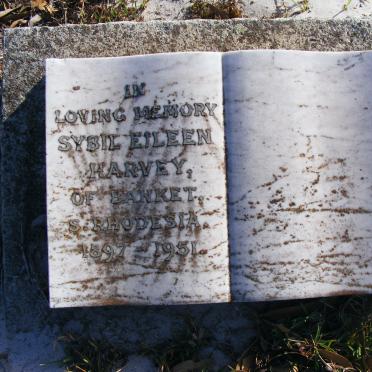 IN
LOVING MEMORY
SYBIL EILEEN
HARVEY,
OF BANKET,
S. RHODESIA.
1897 - 1951